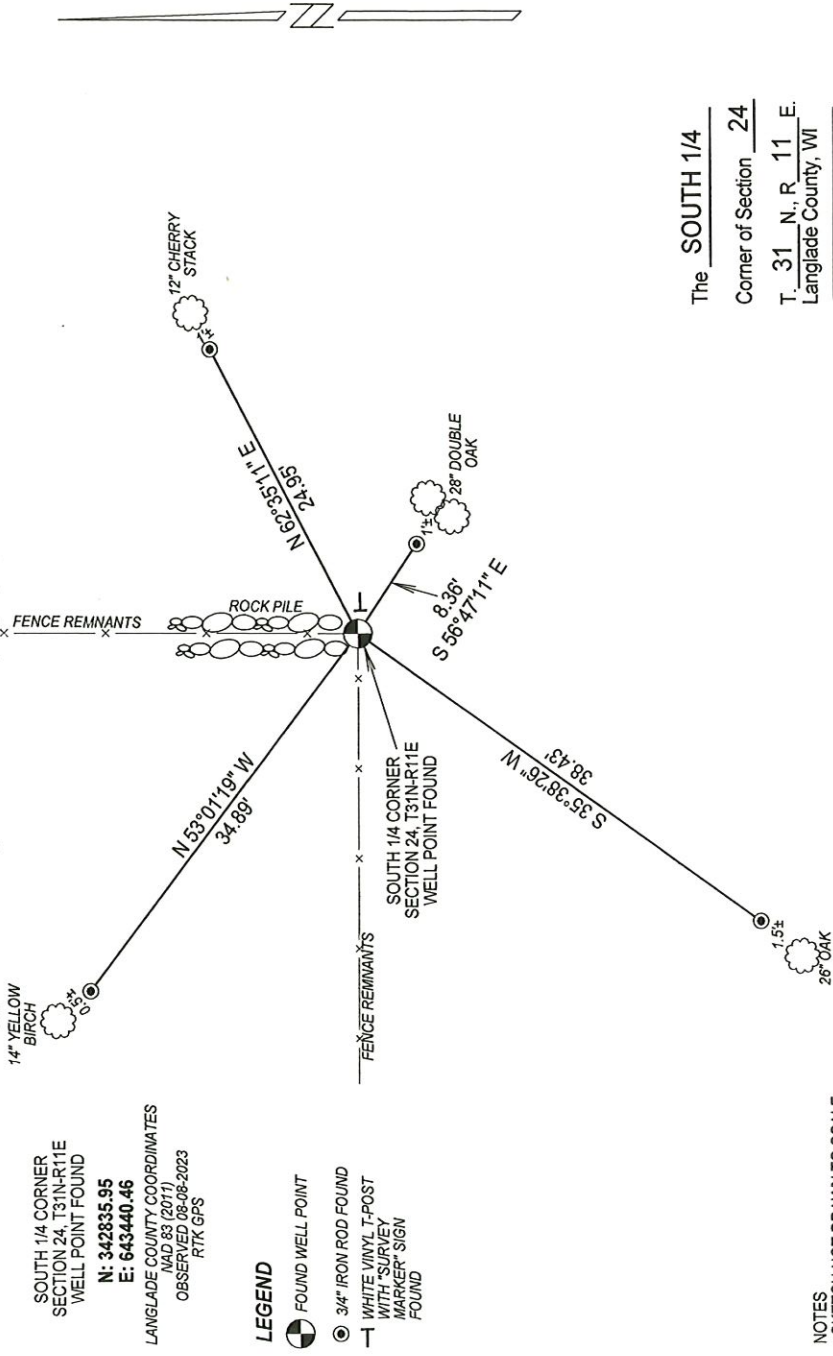 14" YELLOW
BIRCH
0.5'±
SOUTH 1/4 CORNER
SECTION 24, T31N-R11E
WELL POINT FOUND
N: 342835.95
E: 643440.46
LANGLADE COUNTY COORDINATES
NAD 83 (2011)
OBSERVED 08-08-2023
RTK GPS
LEGEND
FOUND WELL POINT
3/4" IRON ROD FOUND
WHITE VINYL T-POST
WITH "SURVEY
MARKER" SIGN
FOUND
FENCE REMNANTS
ROCK PILE
N 53°01'19" W
34.89'
N 62°35'11" E
24.95'
12" CHERRY
STACK
1'±
28" DOUBLE
OAK
1'±
8.36'
S 56°47'11" E
SOUTH 1/4 CORNER
SECTION 24, T31N-R11E
WELL POINT FOUND
FENCE REMNANTS
S 35°38'26" W
38.43'
1.5'±
26" OAK
The SOUTH 1/4
Corner of Section 24
T. 31 N., R 11 E.
Langlade County, WI
NOTES